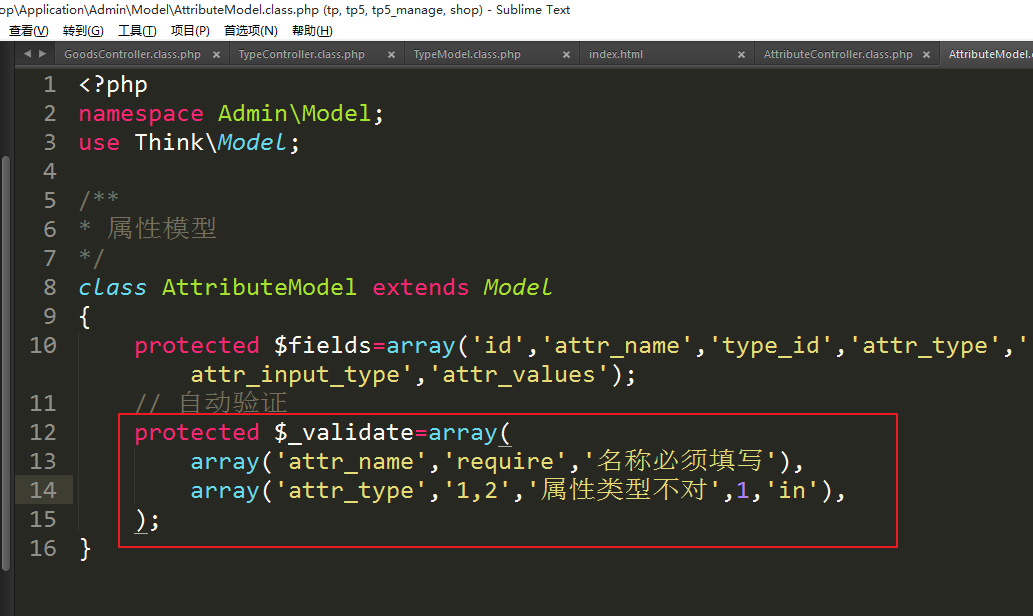 op\Application\Admin\Model\AttributeModel.class.php (tp, tp5, tp5_manage, shop) - Sublime Text
查看(V) 转到(G) 工具(T) 项目(P) 首选项(N) 帮助(H)
GoodsController.class.php × TypeController.class.php × TypeModel.class.php × index.html × AttributeController.class.php × AttributeModel.c
1 <?php
2 namespace Admin\Model;
3 use Think\Model;
4
5 /**
6 * 属性模型
7 */
8 class AttributeModel extends Model
9 {
10 protected $fields=array('id','attr_name','type_id','attr_type','
attr_input_type','attr_values');
11 // 自动验证
12 protected $_validate=array(
13 array('attr_name','require','名称必须填写'),
14 array('attr_type','1,2','属性类型不对',1,'in'),
15 );
16 }